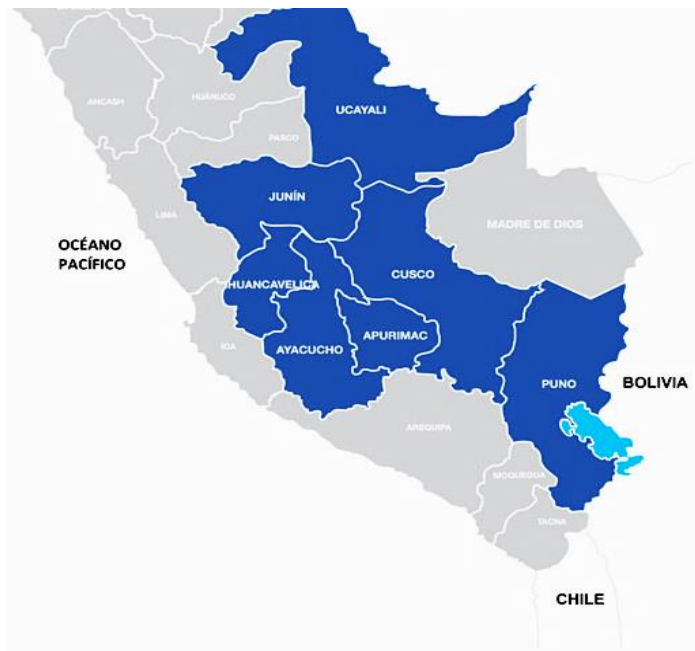 ANCASH
HUÁNUCO
UCAYALI
PASCO
JUNÍN
LIMA
MADRE DE DIOS
OCÉANO
PACÍFICO
CUSCO
HUANCAVELICA
APURIMAC
ICA
AYACUCHO
PUNO
BOLIVIA
AREQUIPA
MOQUEGUA
TACNA
CHILE